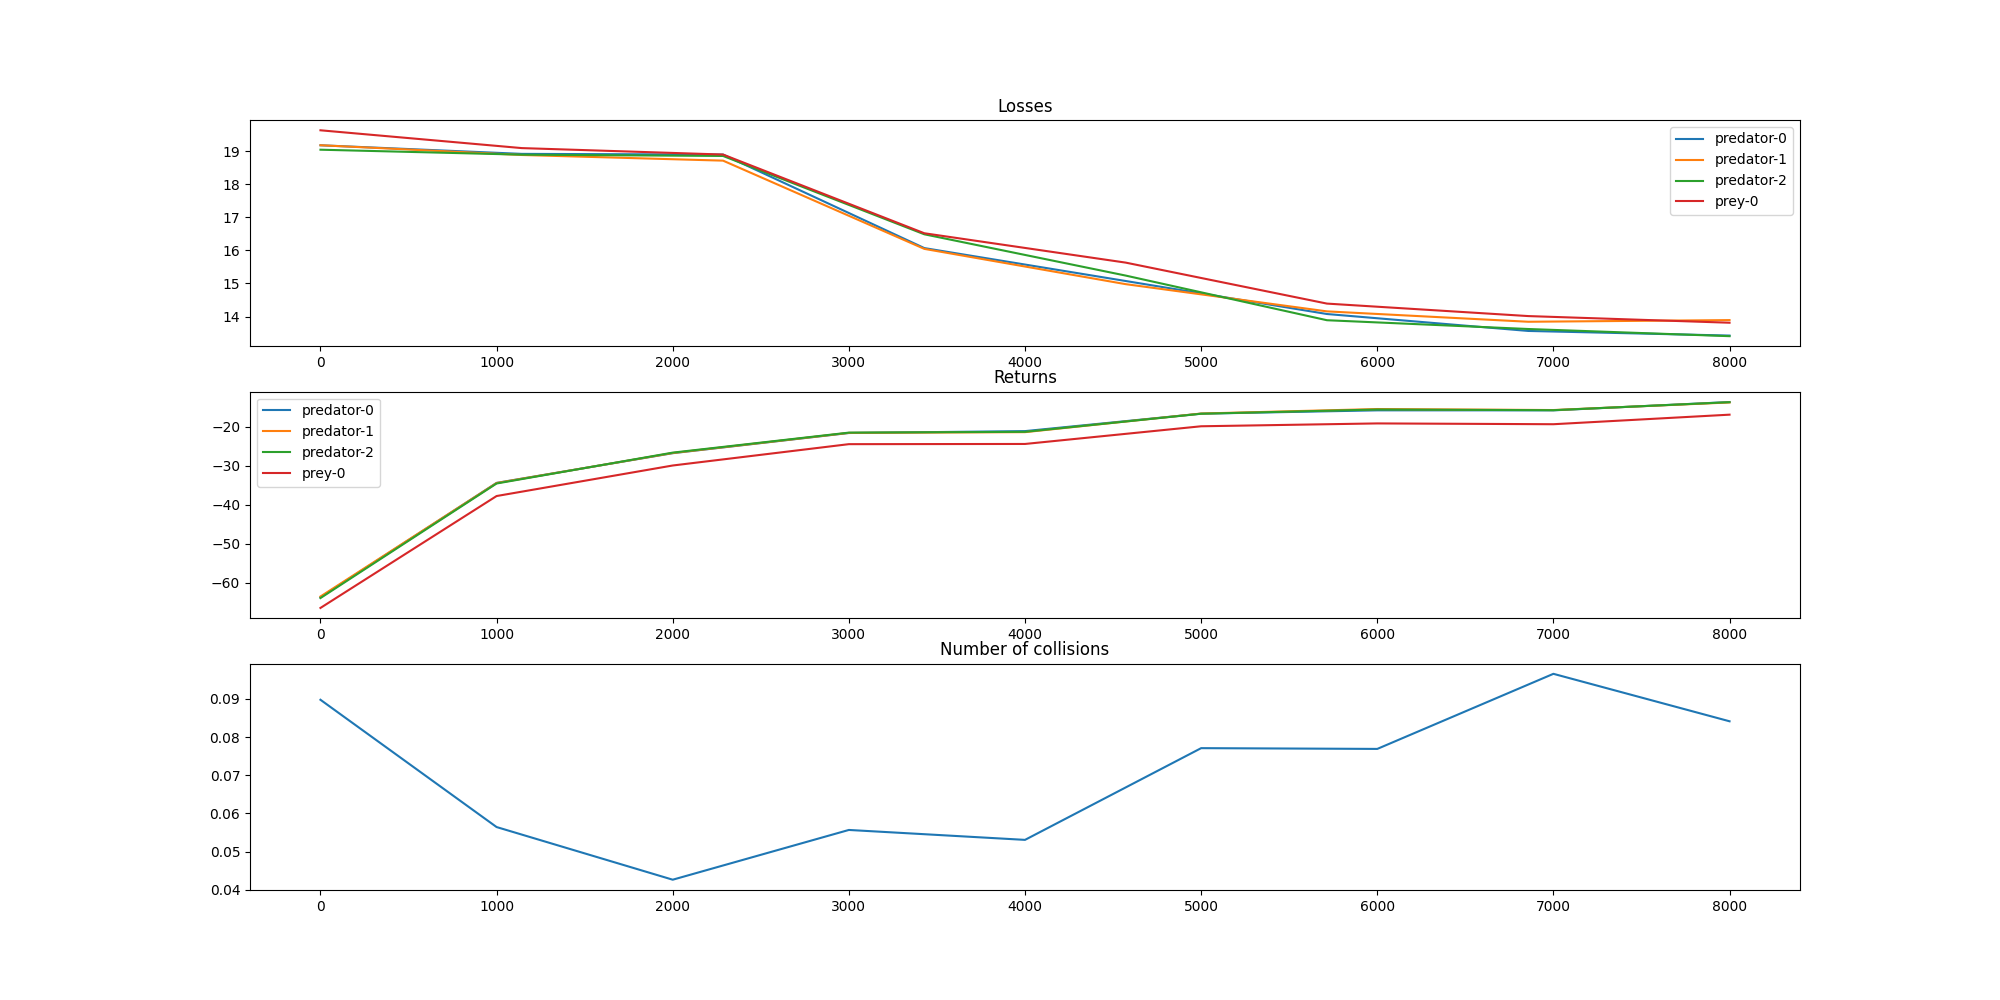 Losses
19
18
17
16
15
14
predator-0
predator-1
predator-2
prey-0
0 1000 2000 3000 4000 5000 6000 7000 8000
Returns
−20
−30
−40
−50
−60
predator-0
predator-1
predator-2
prey-0
0 1000 2000 3000 4000 5000 6000 7000 8000
Number of collisions
0.09
0.08
0.07
0.06
0.05
0.04
0 1000 2000 3000 4000 5000 6000 7000 8000